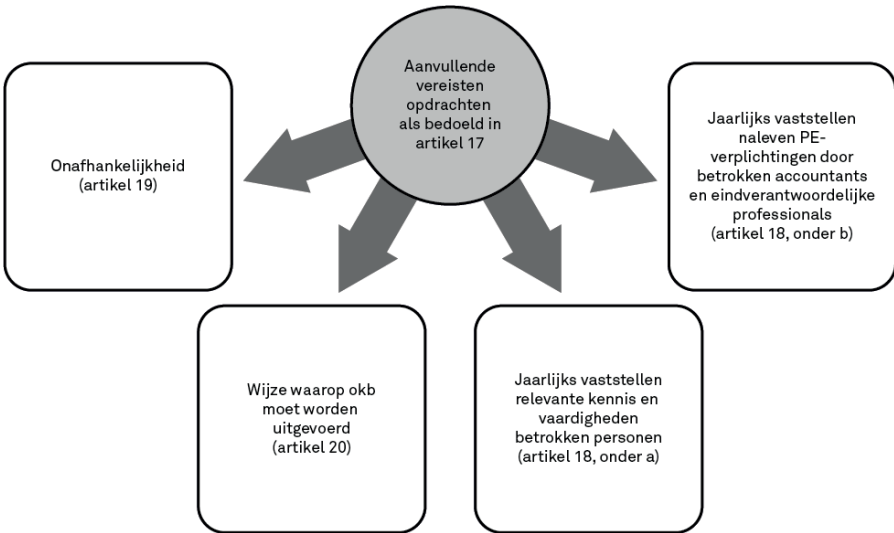 Aanvullende
vereisten
opdrachten
als bedoeld in
artikel 17
Onafhankelijkheid
(artikel 19)
Wijze waarop okb
moet worden
uitgevoerd
(artikel 20)
Jaarlijks vaststellen
relevante kennis en
vaardigheden
betrokken personen
(artikel 18, onder a)
Jaarlijks vaststellen
naleven PE-
verplichtingen door
betrokken accountants
en eindverantwoordelijke
professionals
(artikel 18, onder b)